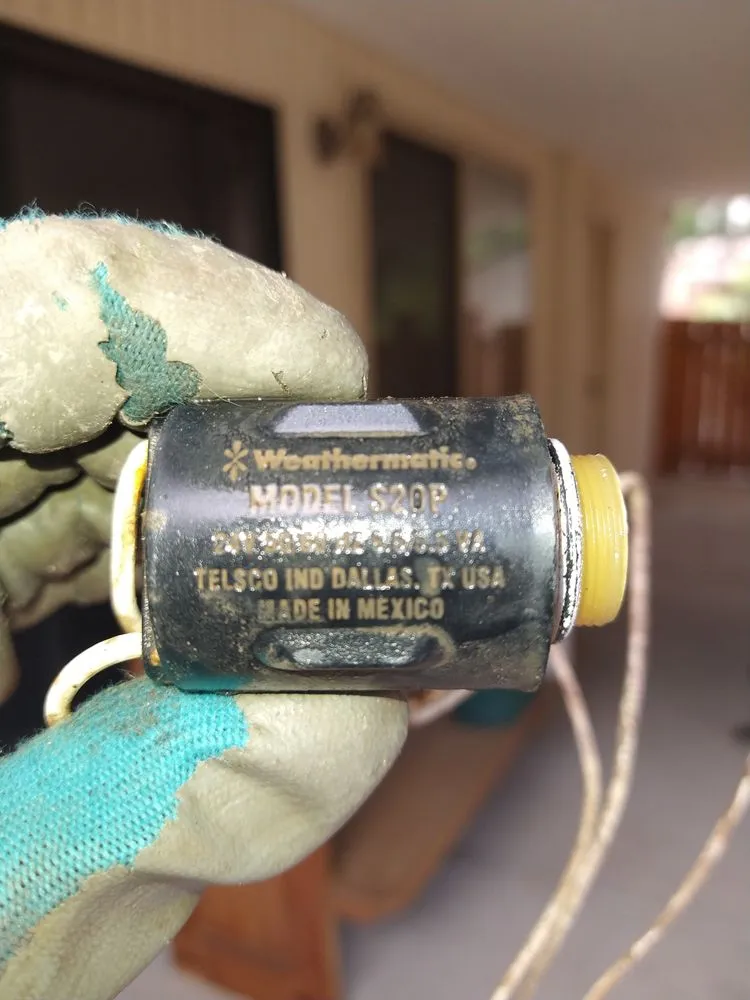 Weathermatic®
MODEL S20P
24V
VA
TELSCO IND DALLAS, TX USA
MADE IN MEXICO